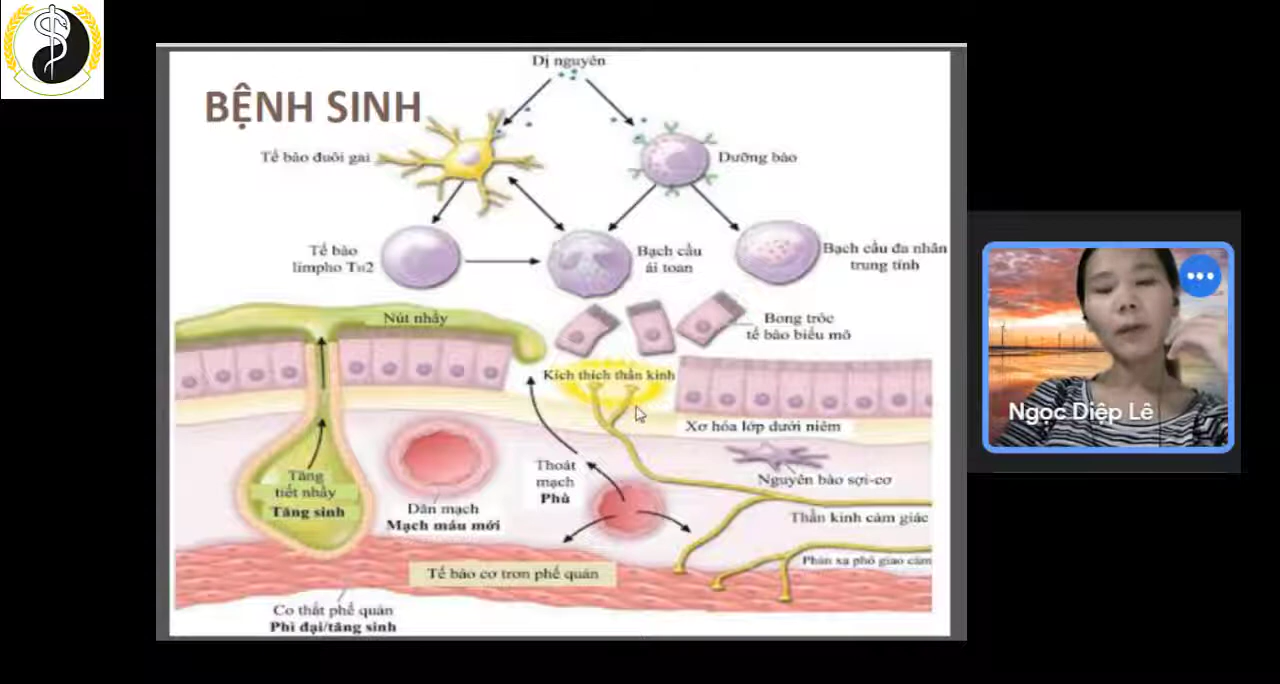 Dị nguyên
BỆNH SINH
Tế bào đuôi gai
Dưỡng bào
Tế bào
limpho TH2
Bạch cầu
ái toan
Bạch cầu đa nhân
trung tính
Nút nhầy
Bong tróc
tế bào biểu mô
Kích thích thần kinh
Xơ hóa lớp dưới niêm
Tăng
tiết nhầy
Tăng sinh
Dãn mạch
Mạch máu mới
Thoát
mạch
Phù
Nguyên bào sợi-cơ
Thần kinh cảm giác
Phản xạ phó giao cảm
Tế bào cơ trơn phế quản
Co thắt phế quản
Phì đại/tăng sinh
Ngọc Diệp Lê